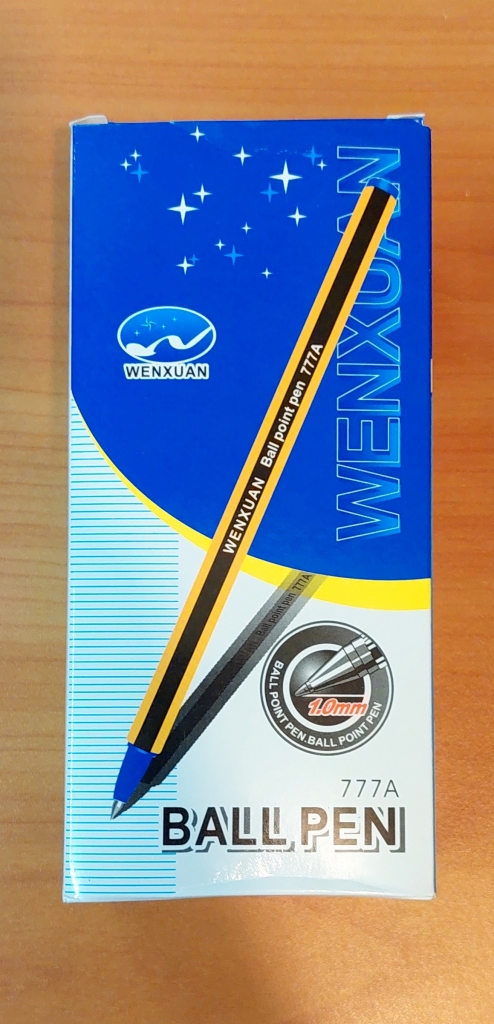 WENXUAN
WENXUAN
WENXUAN Ball point pen 777A
Ball point pen 777A
BALL POINT PEN.BALL POINT PEN
1.0mm
777A
BALL PEN